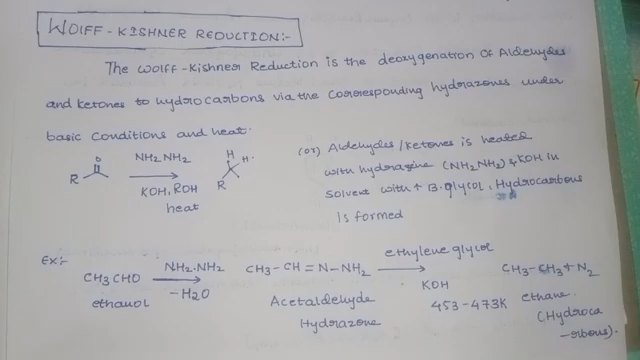 WOLFF-KISHNER REDUCTION:-
The Wolff-Kishner Reduction is the deoxygenation Of Aldehydes
and ketones to hydrocarbons via the Corresponding hydrazones under
basic Conditions and heat.
R O NH2 NH2 KOH, ROH heat R H H.
(or) Aldehydes/ketones is heated
with hydrazine (NH2NH2) & KOH in
Solvent with B.glycol, Hydrocarbons
is formed
Ex:-
CH3CHO NH2.NH2 -H2O CH3-CH=N-NH2 ethylene glycol KOH 453-473K CH3-CH3+N2
ethanol Acetaldehyde Hydrazone ethane.
(Hydroca
-rbons).